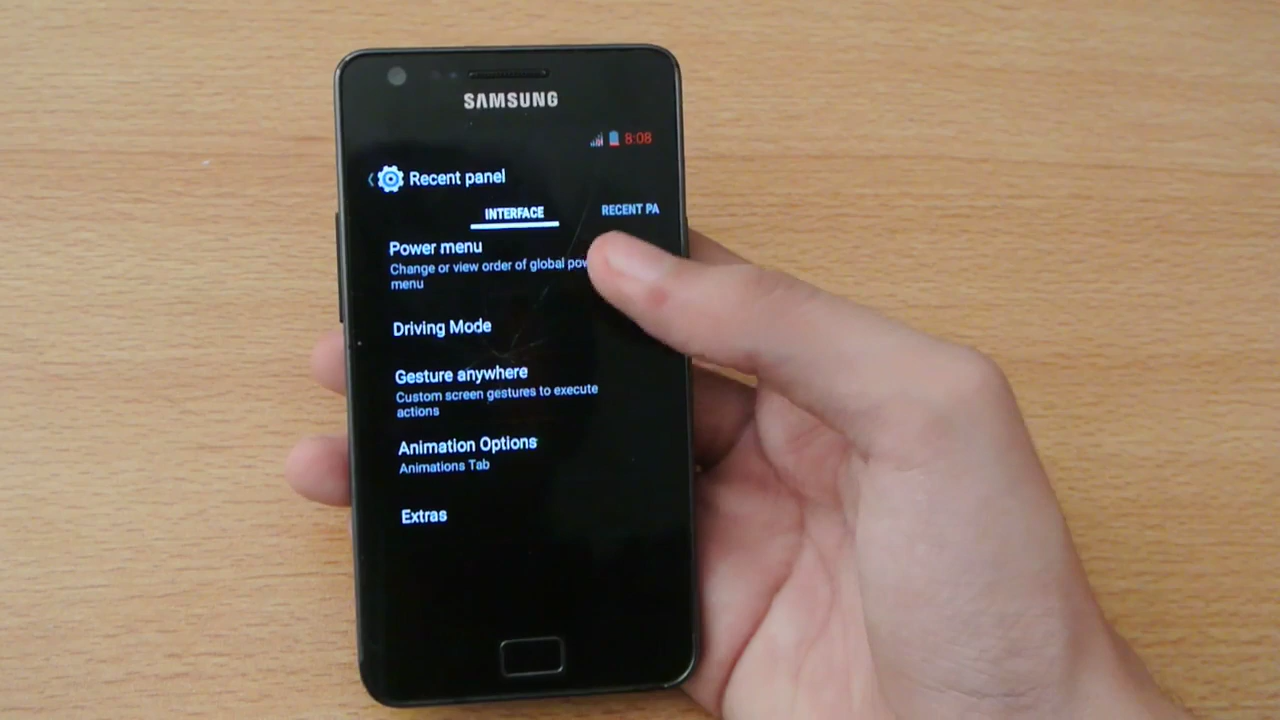 SAMSUNG
8:08
Recent panel
INTERFACE RECENT PA
Power menu
Change or view order of global
menu
Driving Mode
Gesture anywhere
Custom screen gestures to execute
actions
Animation Options
Animations Tab
Extras